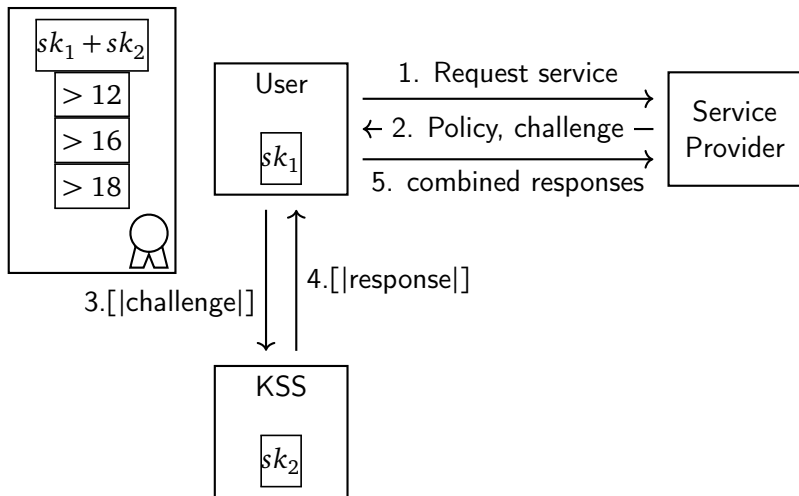 sk₁ + sk₂
> 12
> 16
> 18
User
sk₁
1. Request service
2. Policy, challenge
5. combined responses
Service
Provider
3.[|challenge|]
4.[|response|]
KSS
sk₂